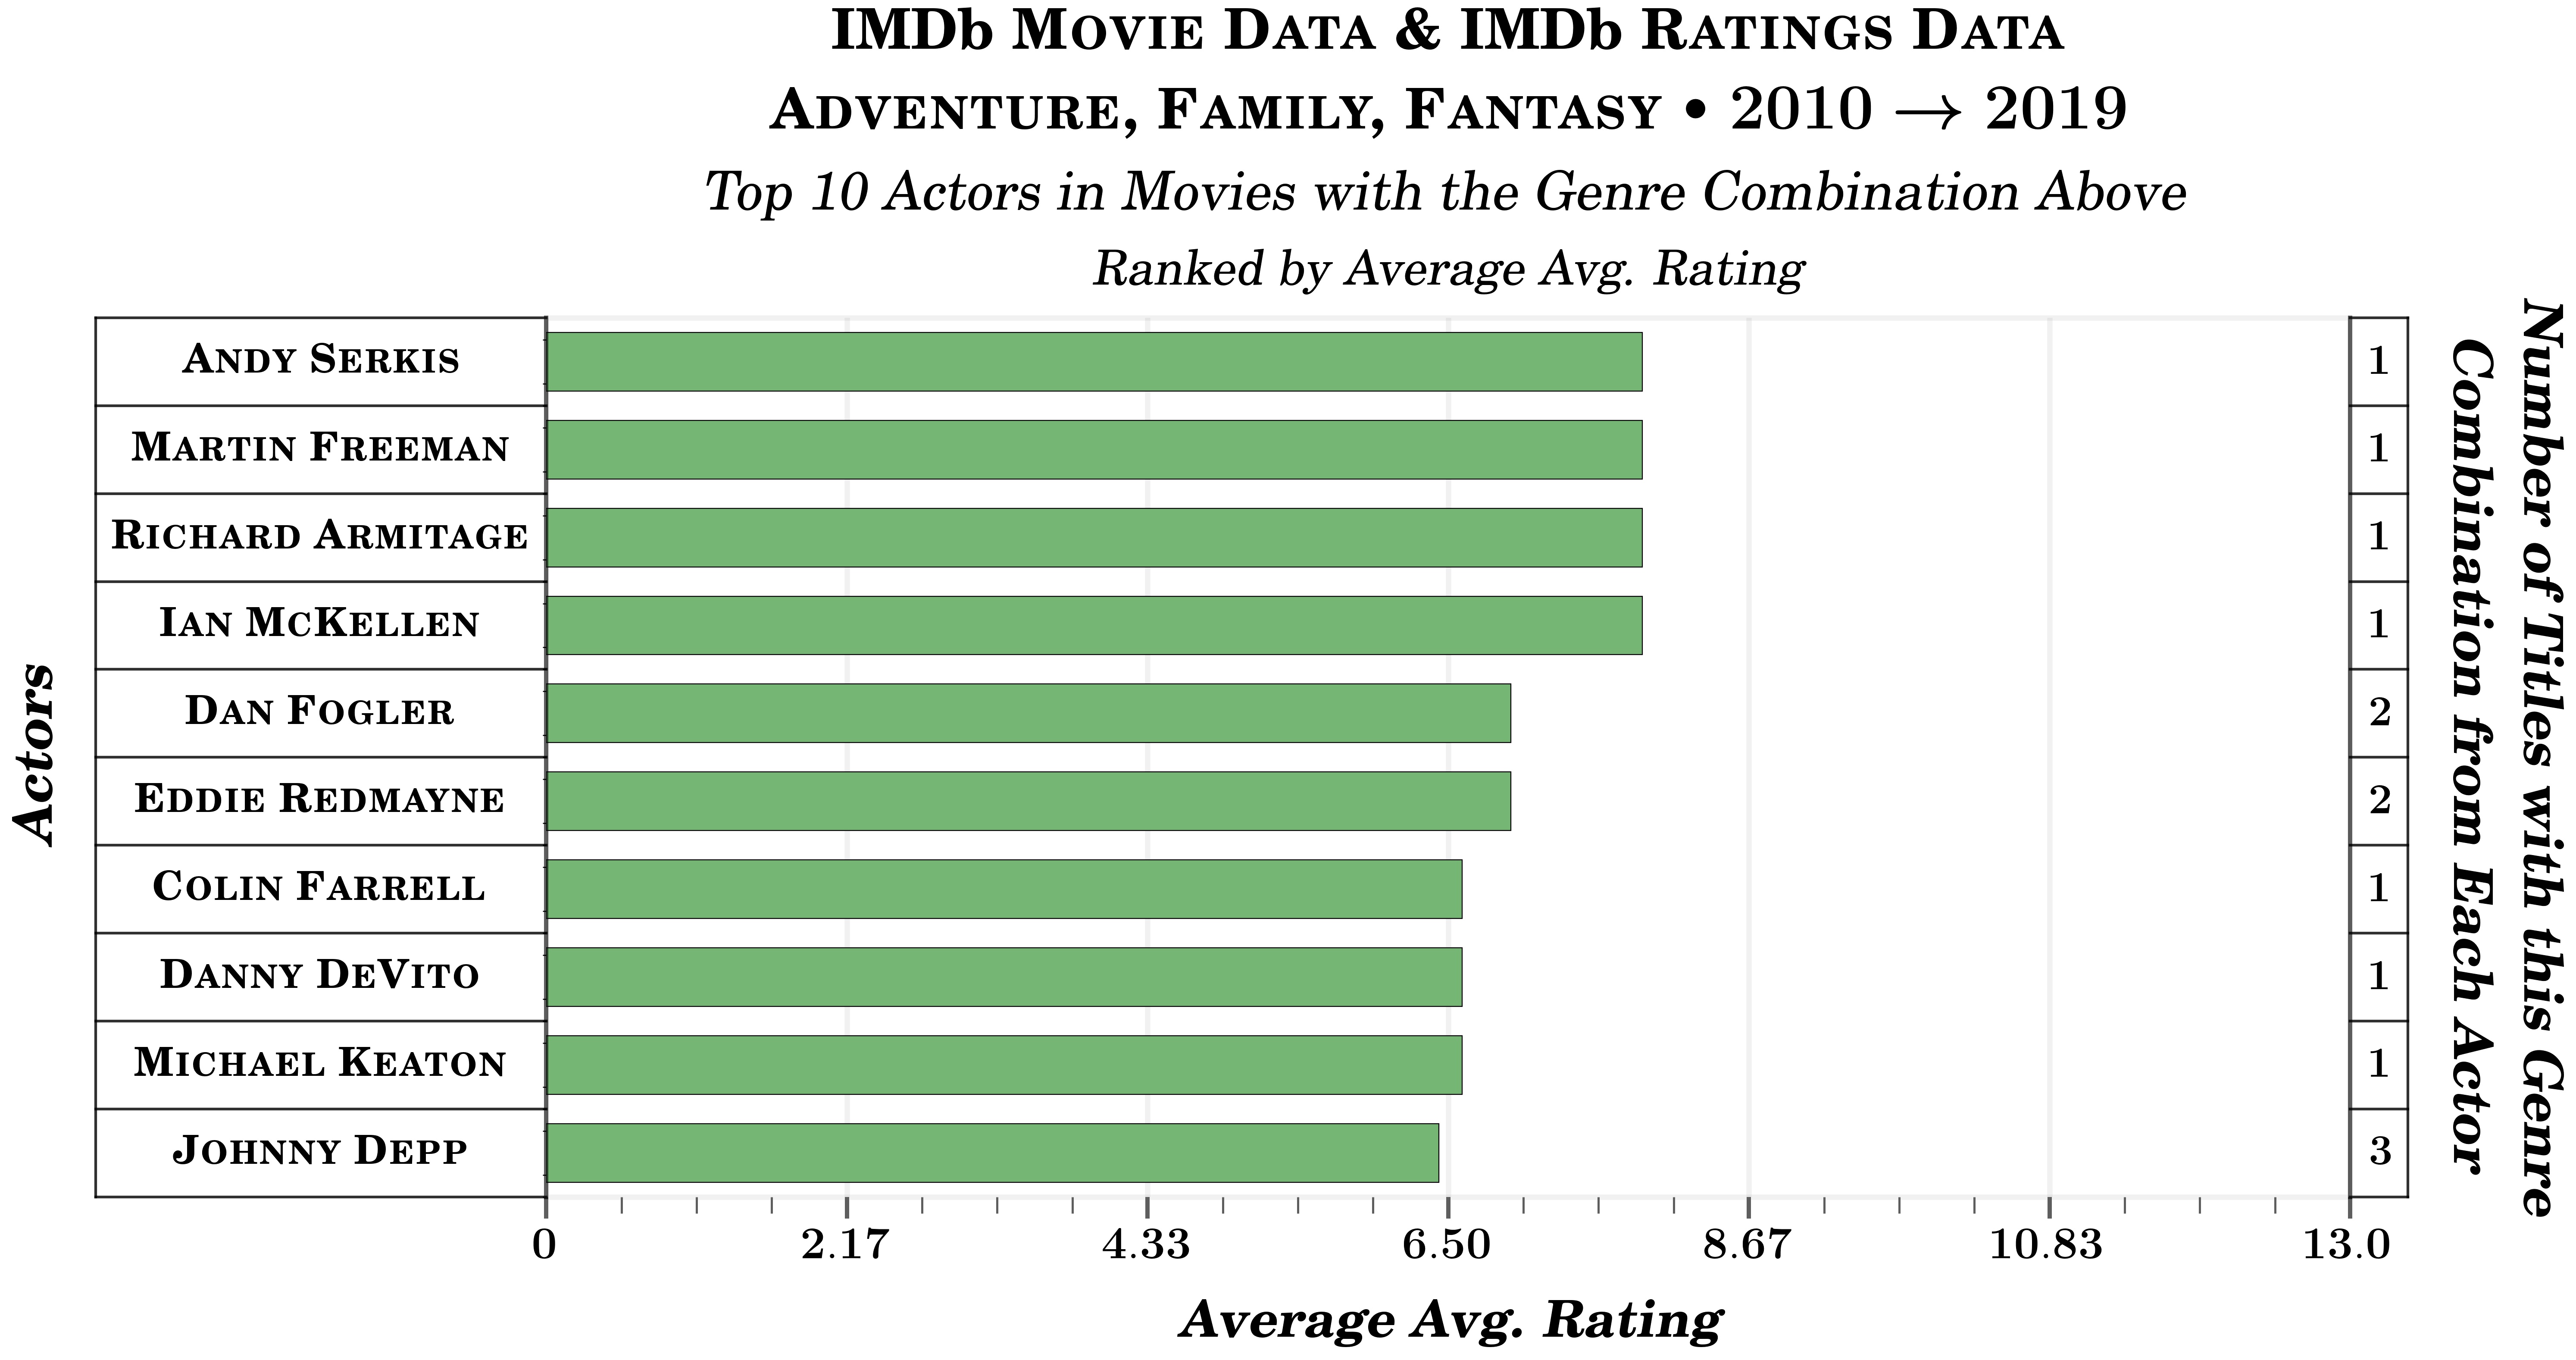 IMDb Movie Data & IMDb Ratings Data
Adventure, Family, Fantasy • 2010 → 2019
Top 10 Actors in Movies with the Genre Combination Above
Ranked by Average Avg. Rating
Actors
Andy Serkis 1
Martin Freeman 1
Richard Armitage 1
Ian McKellen 1
Dan Fogler 2
Eddie Redmayne 2
Colin Farrell 1
Danny DeVito 1
Michael Keaton 1
Johnny Depp 3
Number of Titles with this Genre
Combination from Each Actor
0 2.17 4.33 6.50 8.67 10.83 13.0
Average Avg. Rating